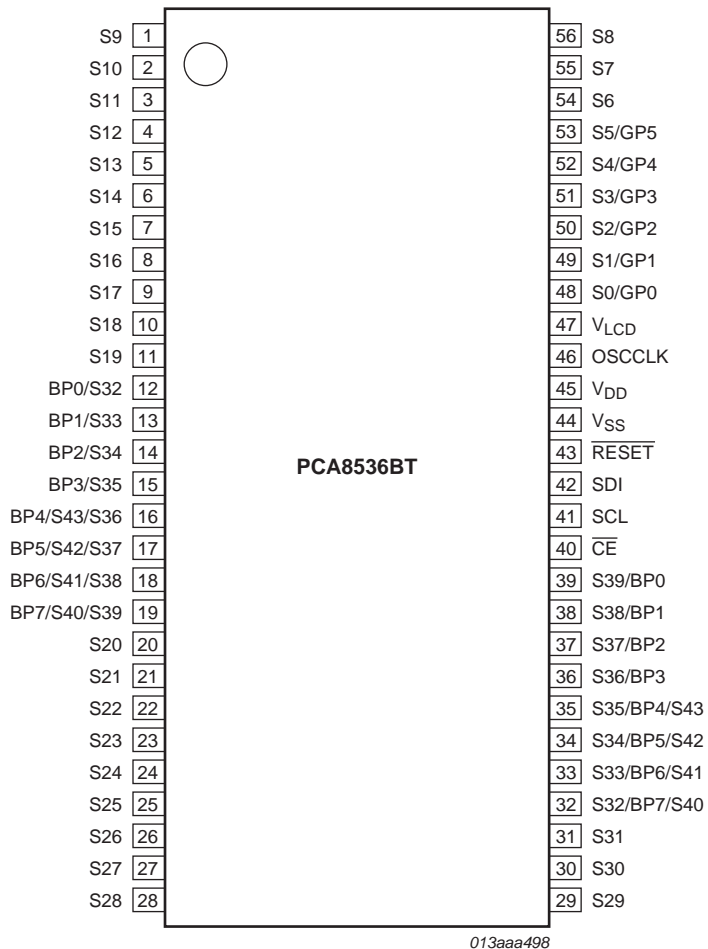 S9 1
S10 2
S11 3
S12 4
S13 5
S14 6
S15 7
S16 8
S17 9
S18 10
S19 11
BP0/S32 12
BP1/S33 13
BP2/S34 14
BP3/S35 15
BP4/S43/S36 16
BP5/S42/S37 17
BP6/S41/S38 18
BP7/S40/S39 19
S20 20
S21 21
S22 22
S23 23
S24 24
S25 25
S26 26
S27 27
S28 28
PCA8536BT
56 S8
55 S7
54 S6
53 S5/GP5
52 S4/GP4
51 S3/GP3
50 S2/GP2
49 S1/GP1
48 S0/GP0
47 VLCD
46 OSCCLK
45 VDD
44 VSS
43 RESET
42 SDI
41 SCL
40 CE
39 S39/BP0
38 S38/BP1
37 S37/BP2
36 S36/BP3
35 S35/BP4/S43
34 S34/BP5/S42
33 S33/BP6/S41
32 S32/BP7/S40
31 S31
30 S30
29 S29
013aaa498